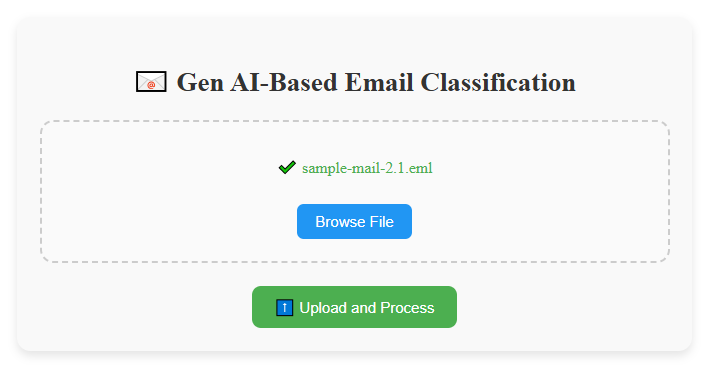 Gen AI-Based Email Classification
sample-mail-2.1.eml
Browse File
Upload and Process